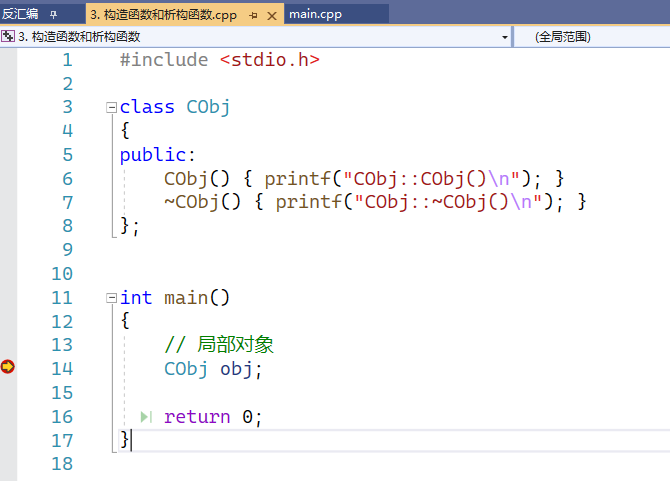 反汇编 3. 构造函数和析构函数.cpp main.cpp
3. 构造函数和析构函数 (全局范围)
1 #include <stdio.h>
2
3 class CObj
4 {
5 public:
6 CObj() { printf("CObj::CObj()\n"); }
7 ~CObj() { printf("CObj::~CObj()\n"); }
8 };
9
10
11 int main()
12 {
13 // 局部对象
14 CObj obj;
15
16 return 0;
17 }
18